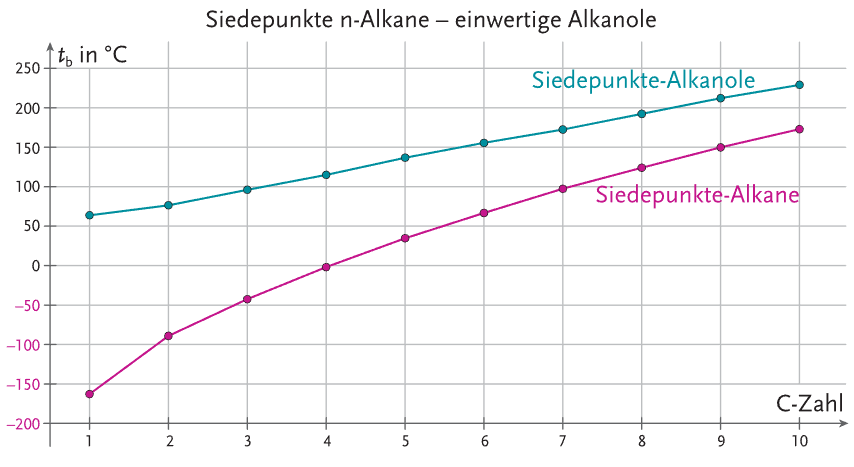 Siedepunkte n-Alkane – einwertige Alkanole
t_b in °C
250
Siedepunkte-Alkanole
200
150
100
Siedepunkte-Alkane
50
0
–50
–100
–150
C-Zahl
–200
1 2 3 4 5 6 7 8 9 10